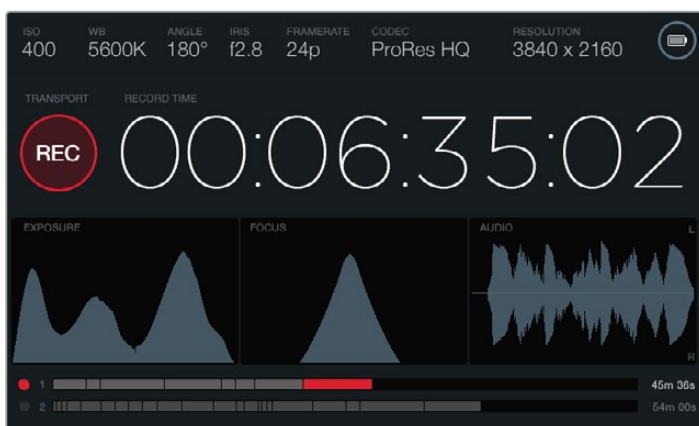 ISO WB ANGLE IRIS FRAMERATE CODEC RESOLUTION
400 5600K 180° f2.8 24p ProRes HQ 3840 x 2160
TRANSPORT RECORD TIME
REC 00:06:35:02
EXPOSURE FOCUS AUDIO L
R
1 45m 36s
2 54m 00s